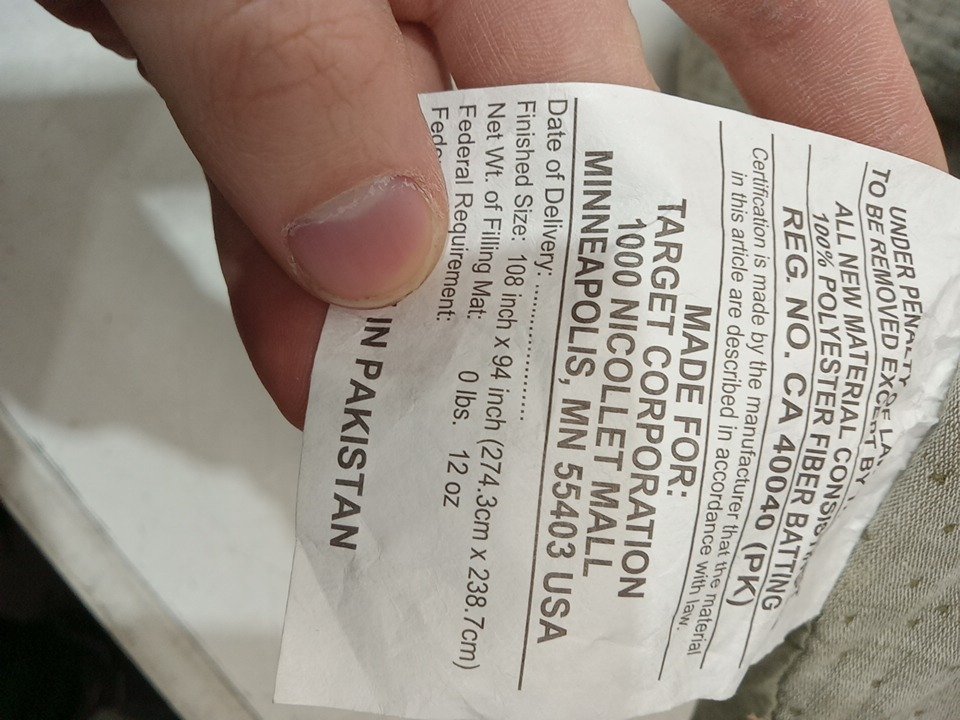 UNDER PENALTY
TO BE REMOVED EXCEPT BY
ALL NEW MATERIAL
100% POLYESTER FIBER BATTING
REG. NO. CA 40040 (PK)
Certification is made by the manufacturer that the material
in this article are described in accordance with law.
MADE FOR:
TARGET CORPORATION
1000 NICOLLET MALL
MINNEAPOLIS, MN 55403 USA
Date of Delivery: ......................
Finished Size: 108 inch x 94 inch (274.3cm x 238.7cm)
Net Wt. of Filling Mat: 0 lbs. 12 oz
Federal Requirement:
IN PAKISTAN